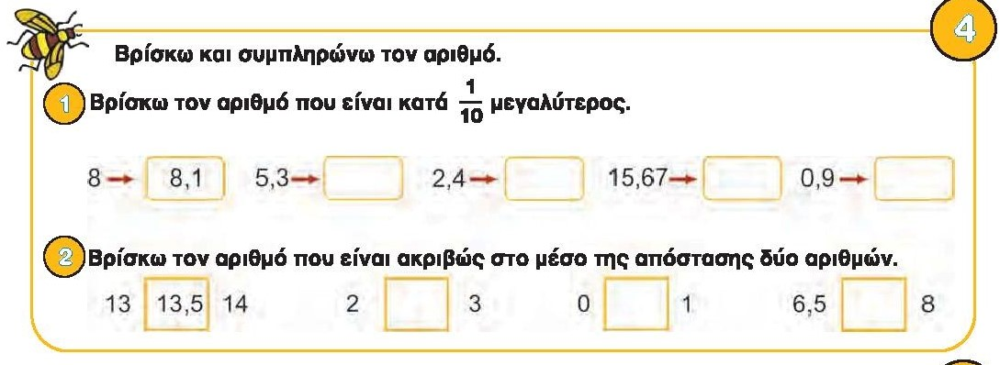 4
Βρίσκω και συμπληρώνω τον αριθμό.
1 Βρίσκω τον αριθμό που είναι κατά 1/10 μεγαλύτερος.
8 → 8,1 5,3 → 2,4 → 15,67 → 0,9 →
2 Βρίσκω τον αριθμό που είναι ακριβώς στο μέσο της απόστασης δύο αριθμών.
13 13,5 14 2 3 0 1 6,5 8